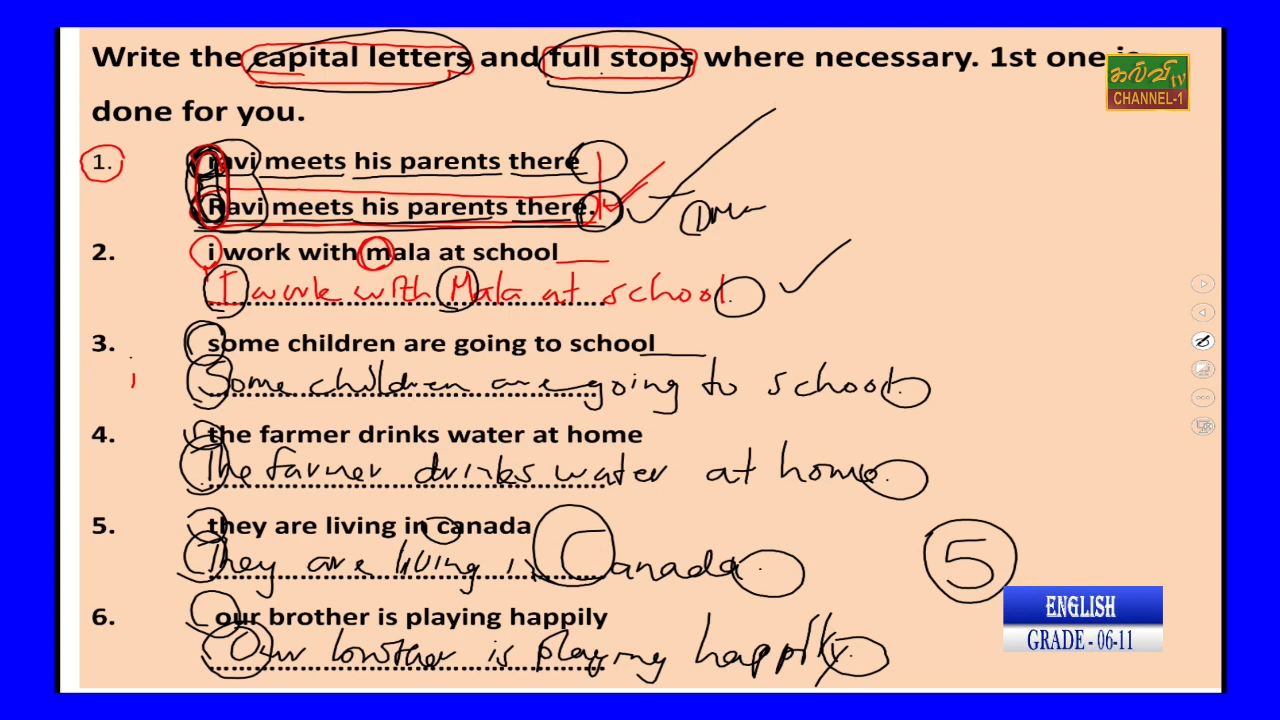 Write the capital letters and full stops where necessary. 1st one is
done for you.
கல்வி TV
CHANNEL-1
1. ravi meets his parents there
Ravi meets his parents there.
2. i work with mala at school
I work with Mala at school.
3. some children are going to school
Some children are going to school.
4. the farmer drinks water at home
The farmer drinks water at home.
5. they are living in canada
They are living in Canada.
5
6. our brother is playing happily
Our brother is playing happily.
ENGLISH
GRADE - 06-11